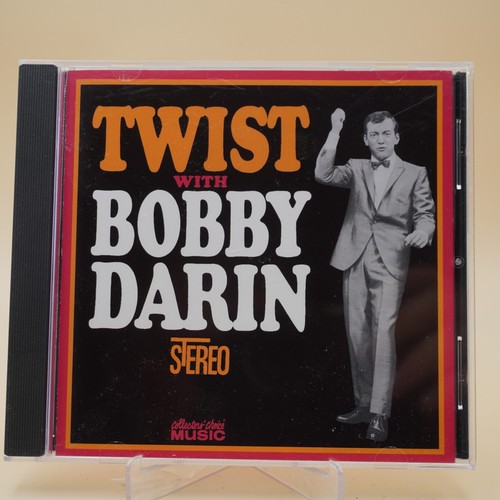 TWIST
WITH
BOBBY
DARIN
STEREO
Collectors' Choice
MUSIC